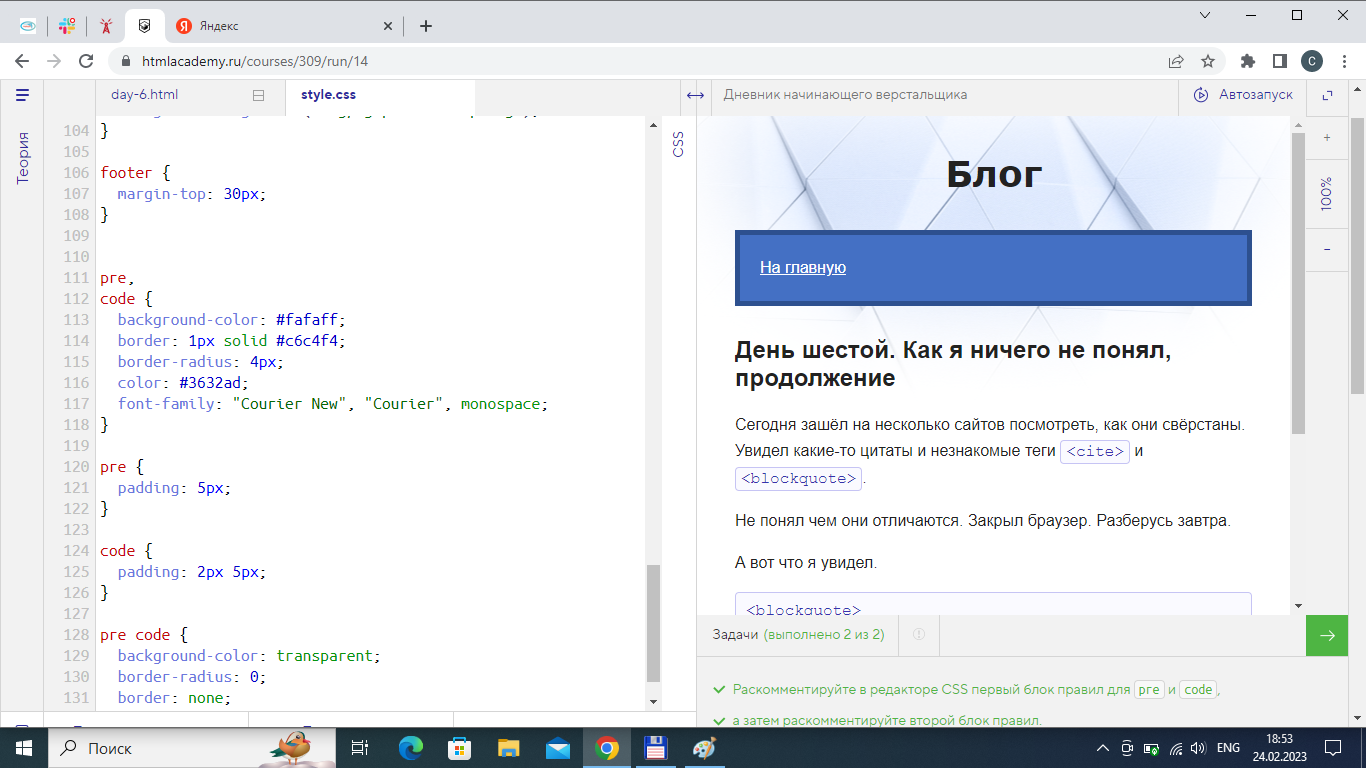 Яндекс
htmlacademy.ru/courses/309/run/14
C
day-6.html
style.css
Дневник начинающего верстальщика
Автозапуск
Теория
CSS
100%
104 }
105
106 footer {
107 margin-top: 30px;
108 }
109
110
111 pre,
112 code {
113 background-color: #fafaff;
114 border: 1px solid #c6c4f4;
115 border-radius: 4px;
116 color: #3632ad;
117 font-family: "Courier New", "Courier", monospace;
118 }
119
120 pre {
121 padding: 5px;
122 }
123
124 code {
125 padding: 2px 5px;
126 }
127
128 pre code {
129 background-color: transparent;
130 border-radius: 0;
131 border: none;
Блог
На главную
День шестой. Как я ничего не понял,
продолжение
Сегодня зашёл на несколько сайтов посмотреть, как они свёрстаны.
Увидел какие-то цитаты и незнакомые теги <cite> и
<blockquote>.
Не понял чем они отличаются. Закрыл браузер. Разберусь завтра.
А вот что я увидел.
<blockquote>
Задачи (выполнено 2 из 2)
Раскомментируйте в редакторе CSS первый блок правил для pre и code,
а затем раскомментируйте второй блок правил.
Поиск
ENG
18:53
24.02.2023